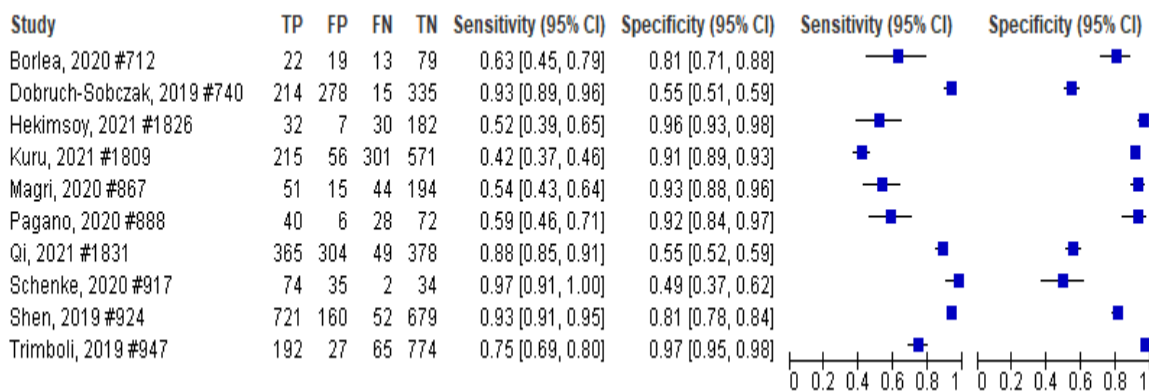 Study TP FP FN TN Sensitivity (95% CI) Specificity (95% CI) Sensitivity (95% CI) Specificity (95% CI)
Borlea, 2020 #712 22 19 13 79 0.63 [0.45, 0.79] 0.81 [0.71, 0.88]
Dobruch-Sobczak, 2019 #740 214 278 15 335 0.93 [0.89, 0.96] 0.55 [0.51, 0.59]
Hekimsoy, 2021 #1826 32 7 30 182 0.52 [0.39, 0.65] 0.96 [0.93, 0.98]
Kuru, 2021 #1809 215 56 301 571 0.42 [0.37, 0.46] 0.91 [0.89, 0.93]
Magri, 2020 #867 51 15 44 194 0.54 [0.43, 0.64] 0.93 [0.88, 0.96]
Pagano, 2020 #888 40 6 28 72 0.59 [0.46, 0.71] 0.92 [0.84, 0.97]
Qi, 2021 #1831 365 304 49 378 0.88 [0.85, 0.91] 0.55 [0.52, 0.59]
Schenke, 2020 #917 74 35 2 34 0.97 [0.91, 1.00] 0.49 [0.37, 0.62]
Shen, 2019 #924 721 160 52 679 0.93 [0.91, 0.95] 0.81 [0.78, 0.84]
Trimboli, 2019 #947 192 27 65 774 0.75 [0.69, 0.80] 0.97 [0.95, 0.98]
0 0.2 0.4 0.6 0.8 1 0 0.2 0.4 0.6 0.8 1